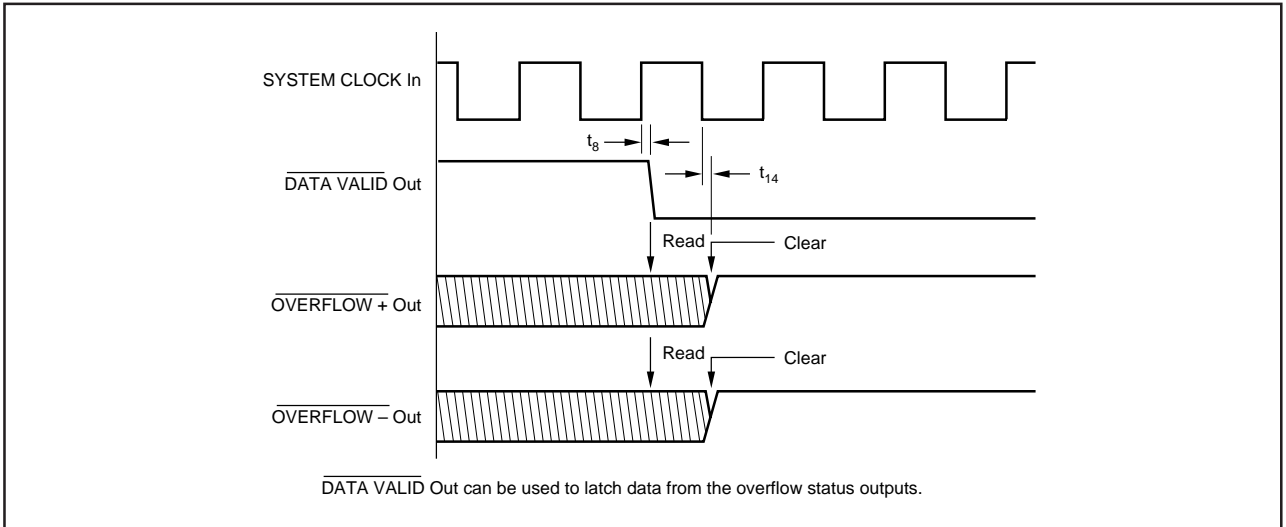 SYSTEM CLOCK In
t8
DATA VALID Out
t14
Read
Clear
OVERFLOW + Out
Read
Clear
OVERFLOW – Out
DATA VALID Out can be used to latch data from the overflow status outputs.